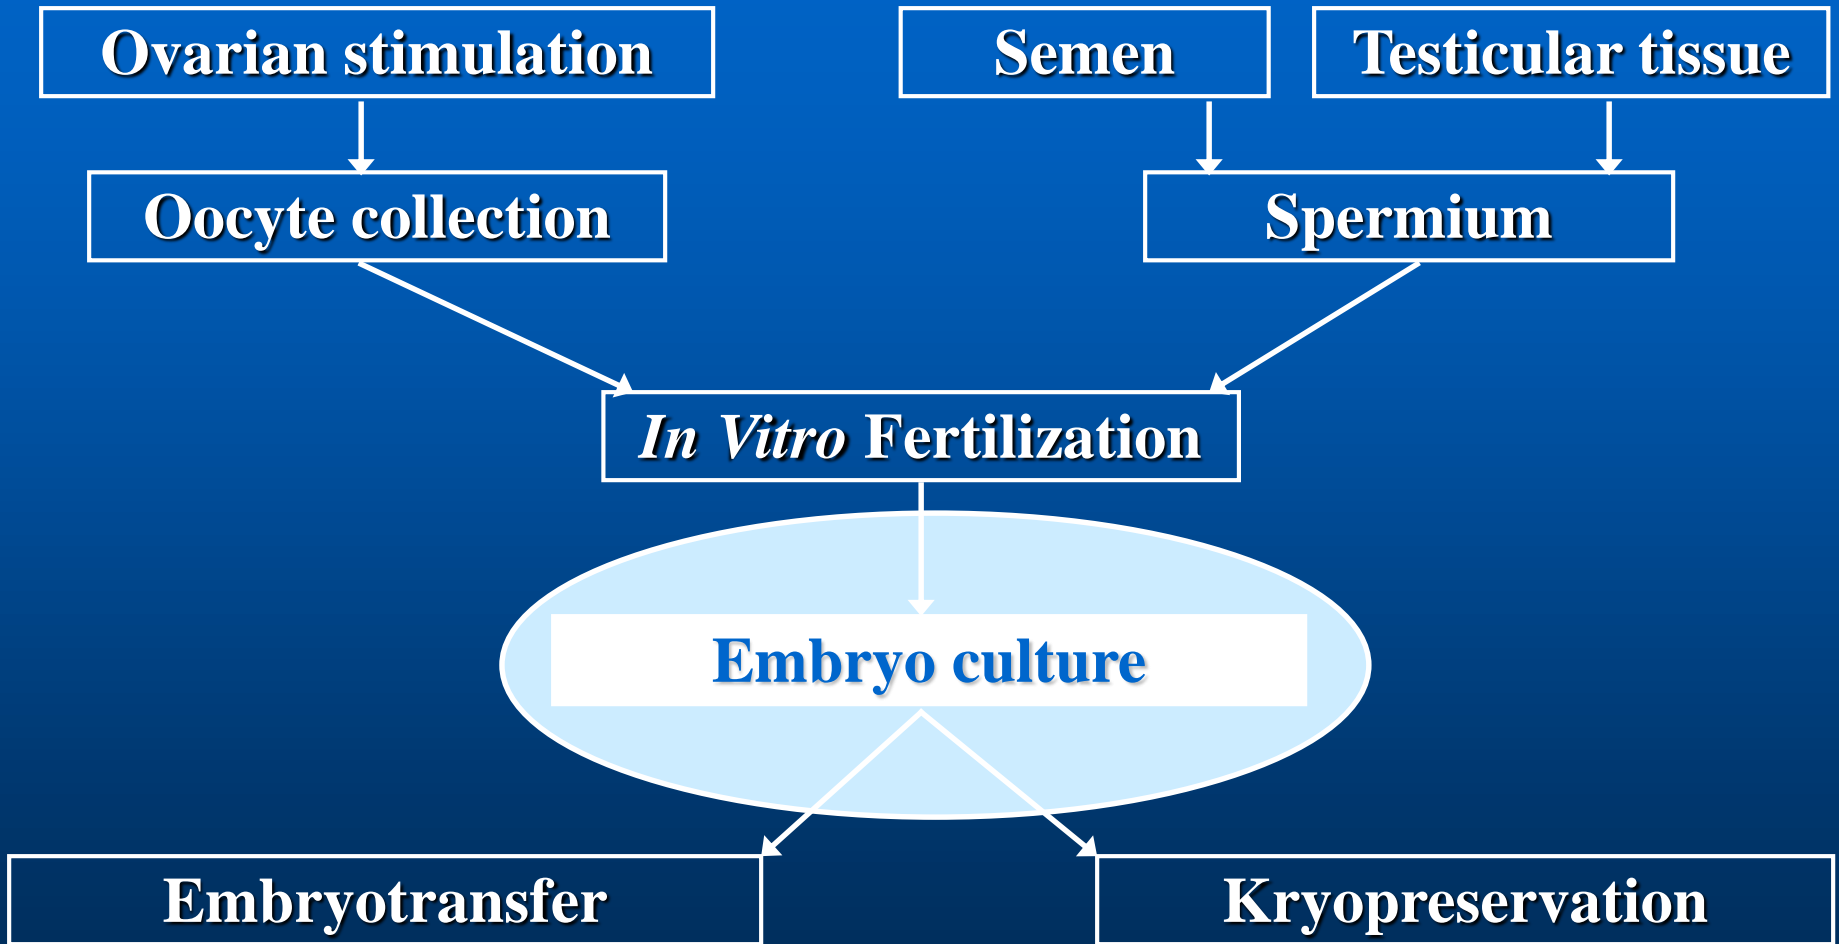 Ovarian stimulation
Semen
Testicular tissue
Oocyte collection
Spermium
In Vitro Fertilization
Embryo culture
Embryotransfer
Kryopreservation